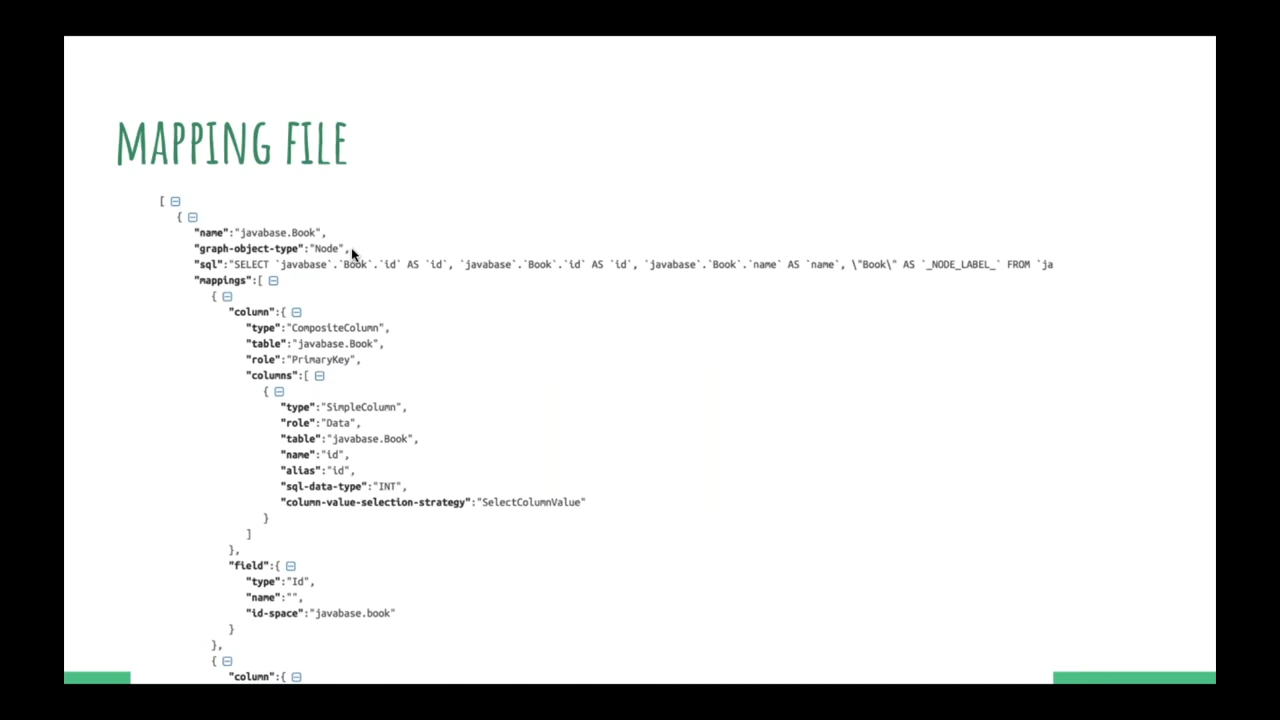 MAPPING FILE
[
{
"name":"javabase.Book",
"graph-object-type":"Node",
"sql":"SELECT `javabase`.`Book`.`id` AS `id`, `javabase`.`Book`.`id` AS `id`, `javabase`.`Book`.`name` AS `name`, \"Book\" AS `_NODE_LABEL_` FROM `ja
"mappings":[
{
"column":{
"type":"CompositeColumn",
"table":"javabase.Book",
"role":"PrimaryKey",
"columns":[
{
"type":"SimpleColumn",
"role":"Data",
"table":"javabase.Book",
"name":"id",
"alias":"id",
"sql-data-type":"INT",
"column-value-selection-strategy":"SelectColumnValue"
}
]
},
"field":{
"type":"Id",
"name":"",
"id-space":"javabase.book"
}
},
{
"column":{